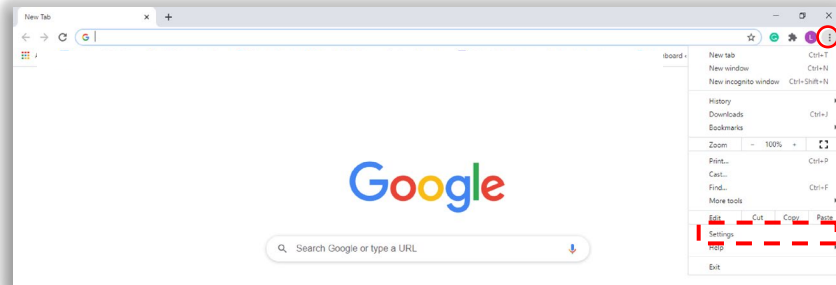 New Tab
G
L
board
New tab Ctrl+T
New window Ctrl+N
New incognito window Ctrl+Shift+N
History
Downloads Ctrl+J
Bookmarks
Zoom - 100% +
Print... Ctrl+P
Cast...
Find... Ctrl+F
More tools
Edit Cut Copy Paste
Settings
Help
Exit
Google
Search Google or type a URL